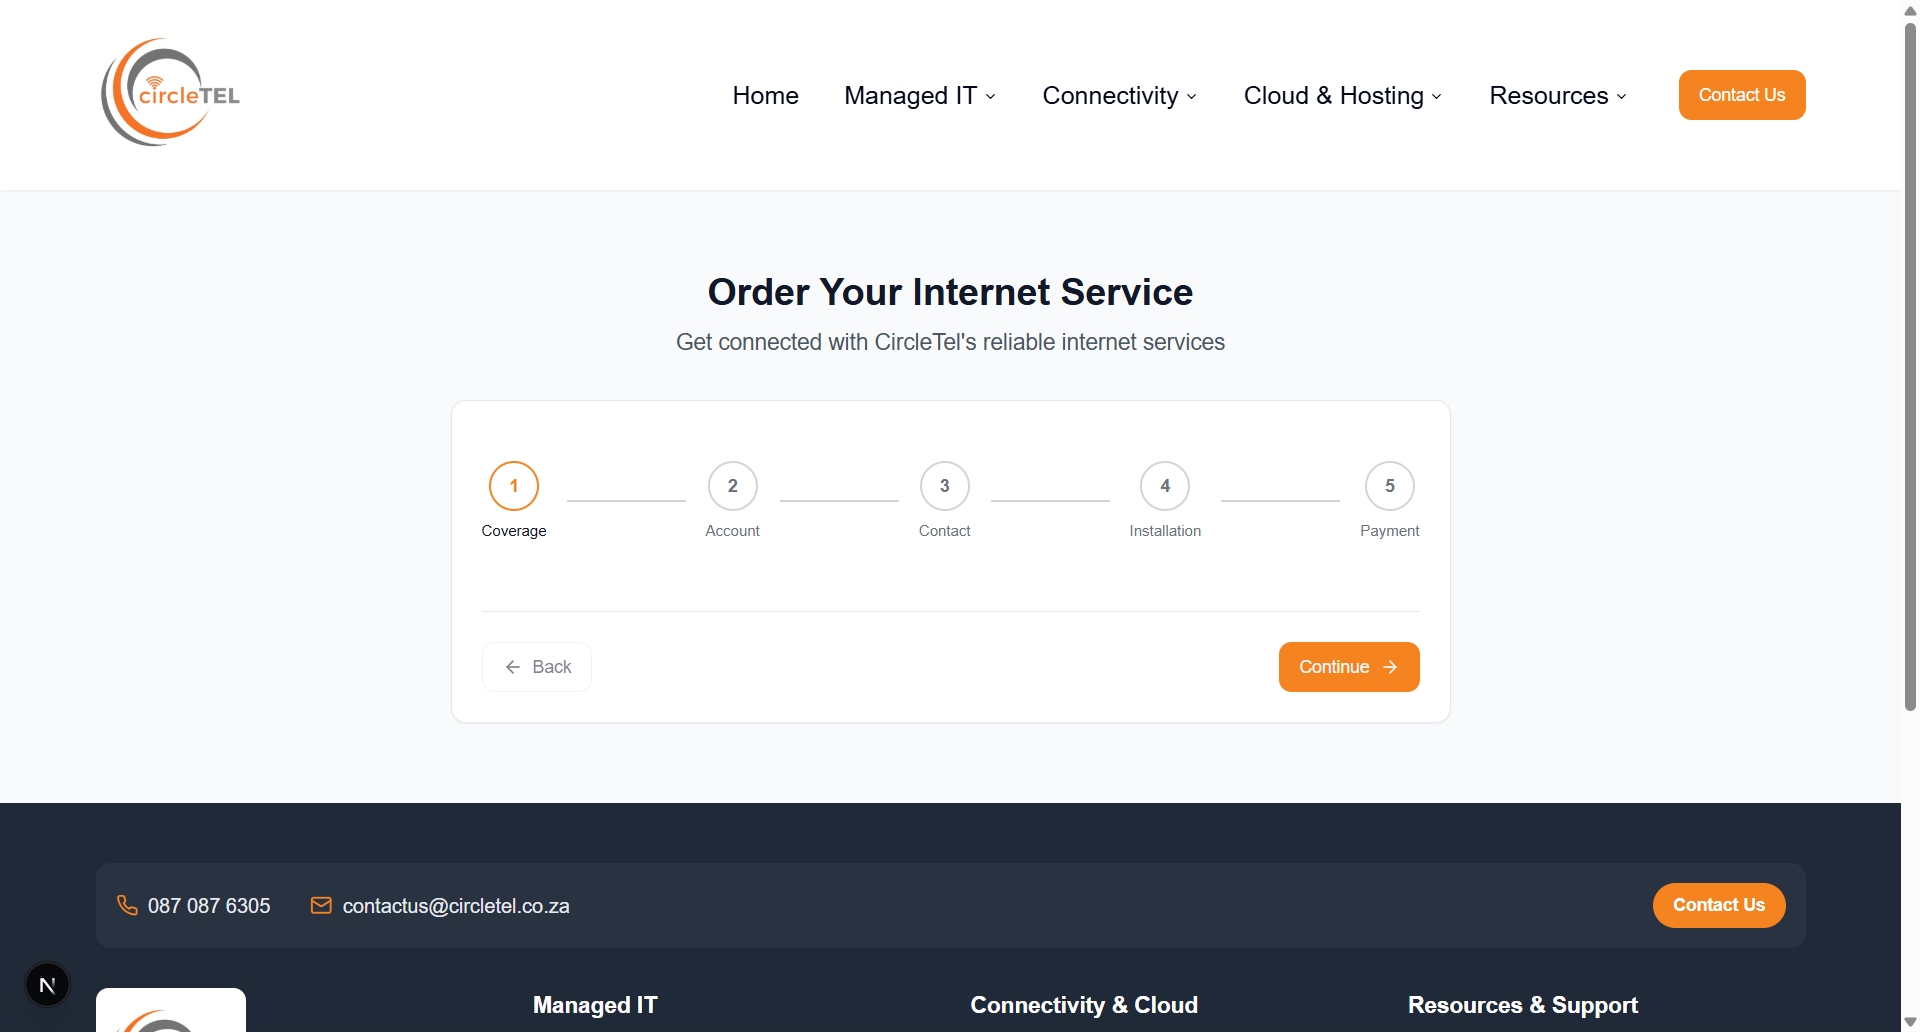 circleTEL
Home
Managed IT
Connectivity
Cloud & Hosting
Resources
Contact Us
Order Your Internet Service
Get connected with CircleTel's reliable internet services
1
2
3
4
5
Coverage
Account
Contact
Installation
Payment
Back
Continue
087 087 6305
contactus@circletel.co.za
Contact Us
N
Managed IT
Connectivity & Cloud
Resources & Support